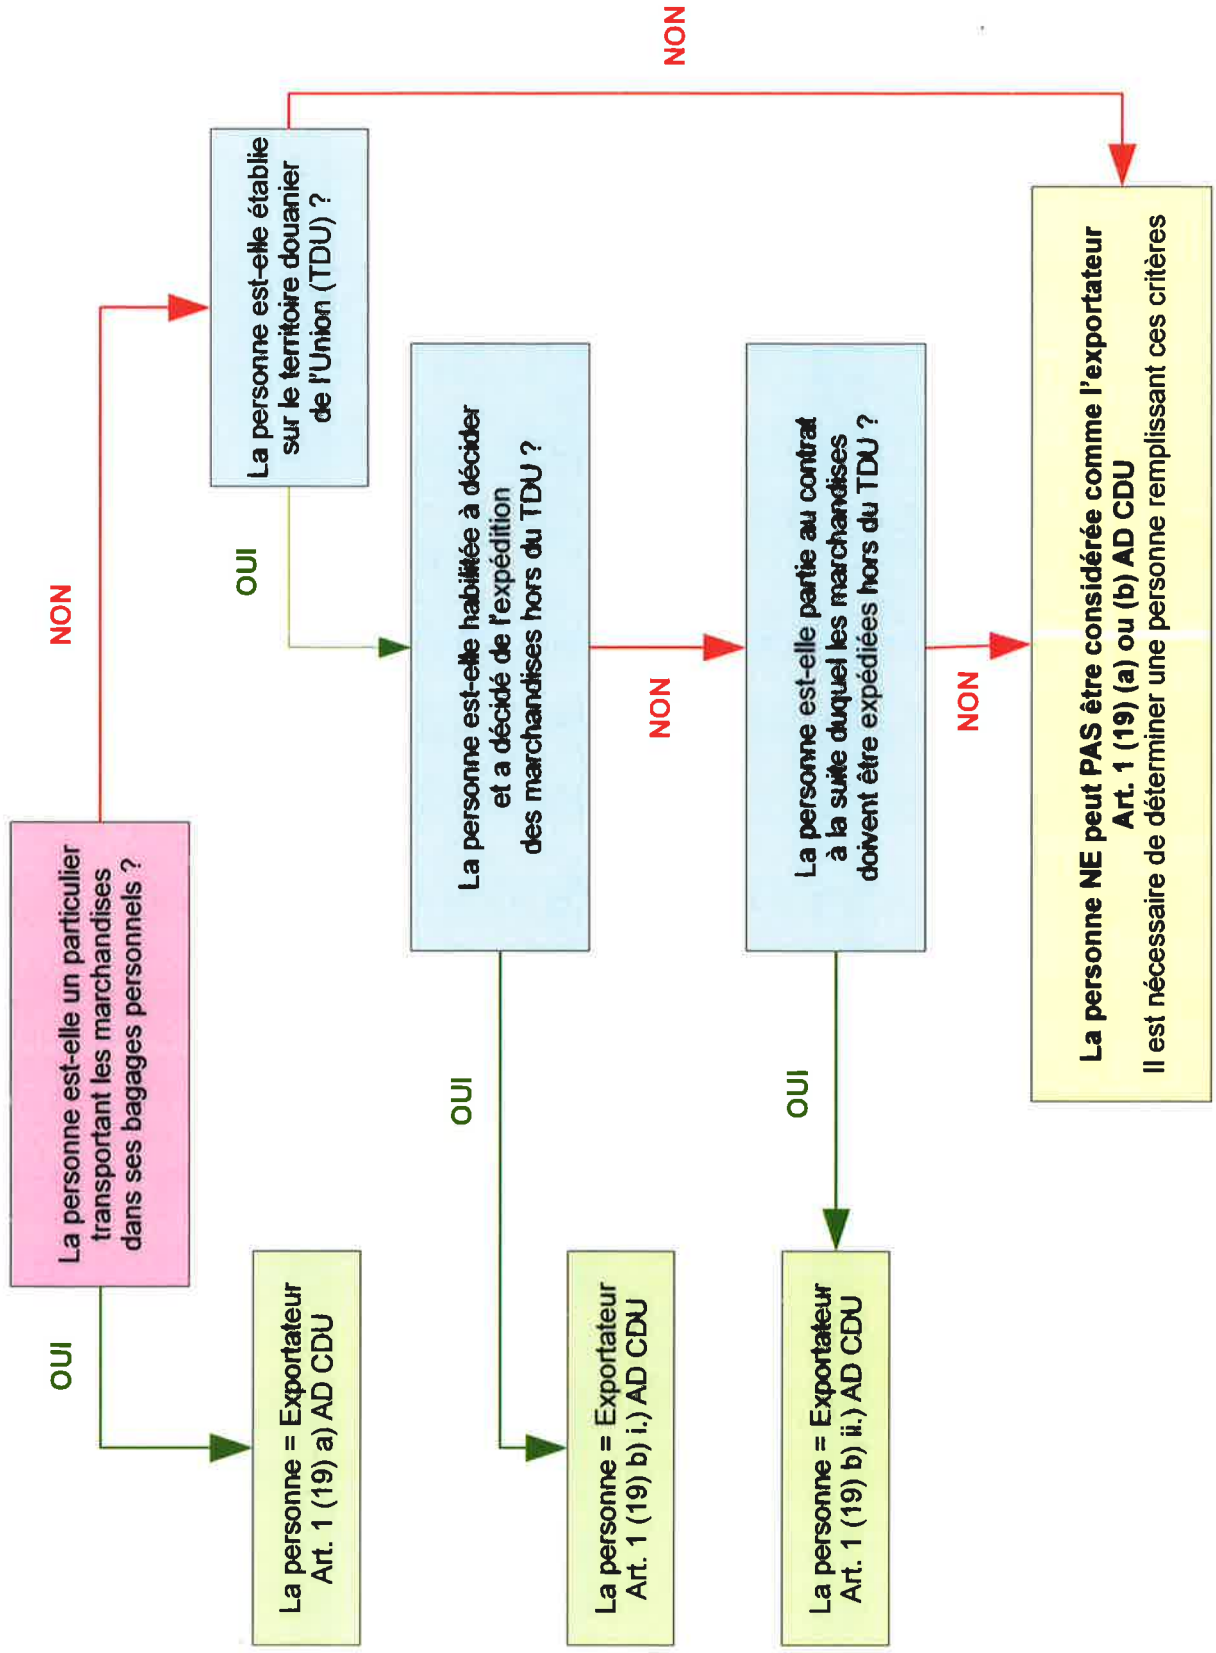 La personne est-elle un particulier
transportant les marchandises
dans ses bagages personnels ?
OUI
NON
La personne = Exportateur
Art. 1 (19) a) AD CDU
La personne est-elle établie
sur le territoire douanier
de l'Union (TDU) ?
OUI
NON
La personne est-elle habilitée à décider
et a décidé de l'expédition
des marchandises hors du TDU ?
OUI
NON
La personne = Exportateur
Art. 1 (19) b) i.) AD CDU
La personne est-elle partie au contrat
à la suite duquel les marchandises
doivent être expédiées hors du TDU ?
OUI
NON
La personne = Exportateur
Art. 1 (19) b) ii.) AD CDU
La personne NE peut PAS être considérée comme l'exportateur
Art. 1 (19) (a) ou (b) AD CDU
Il est nécessaire de déterminer une personne remplissant ces critères